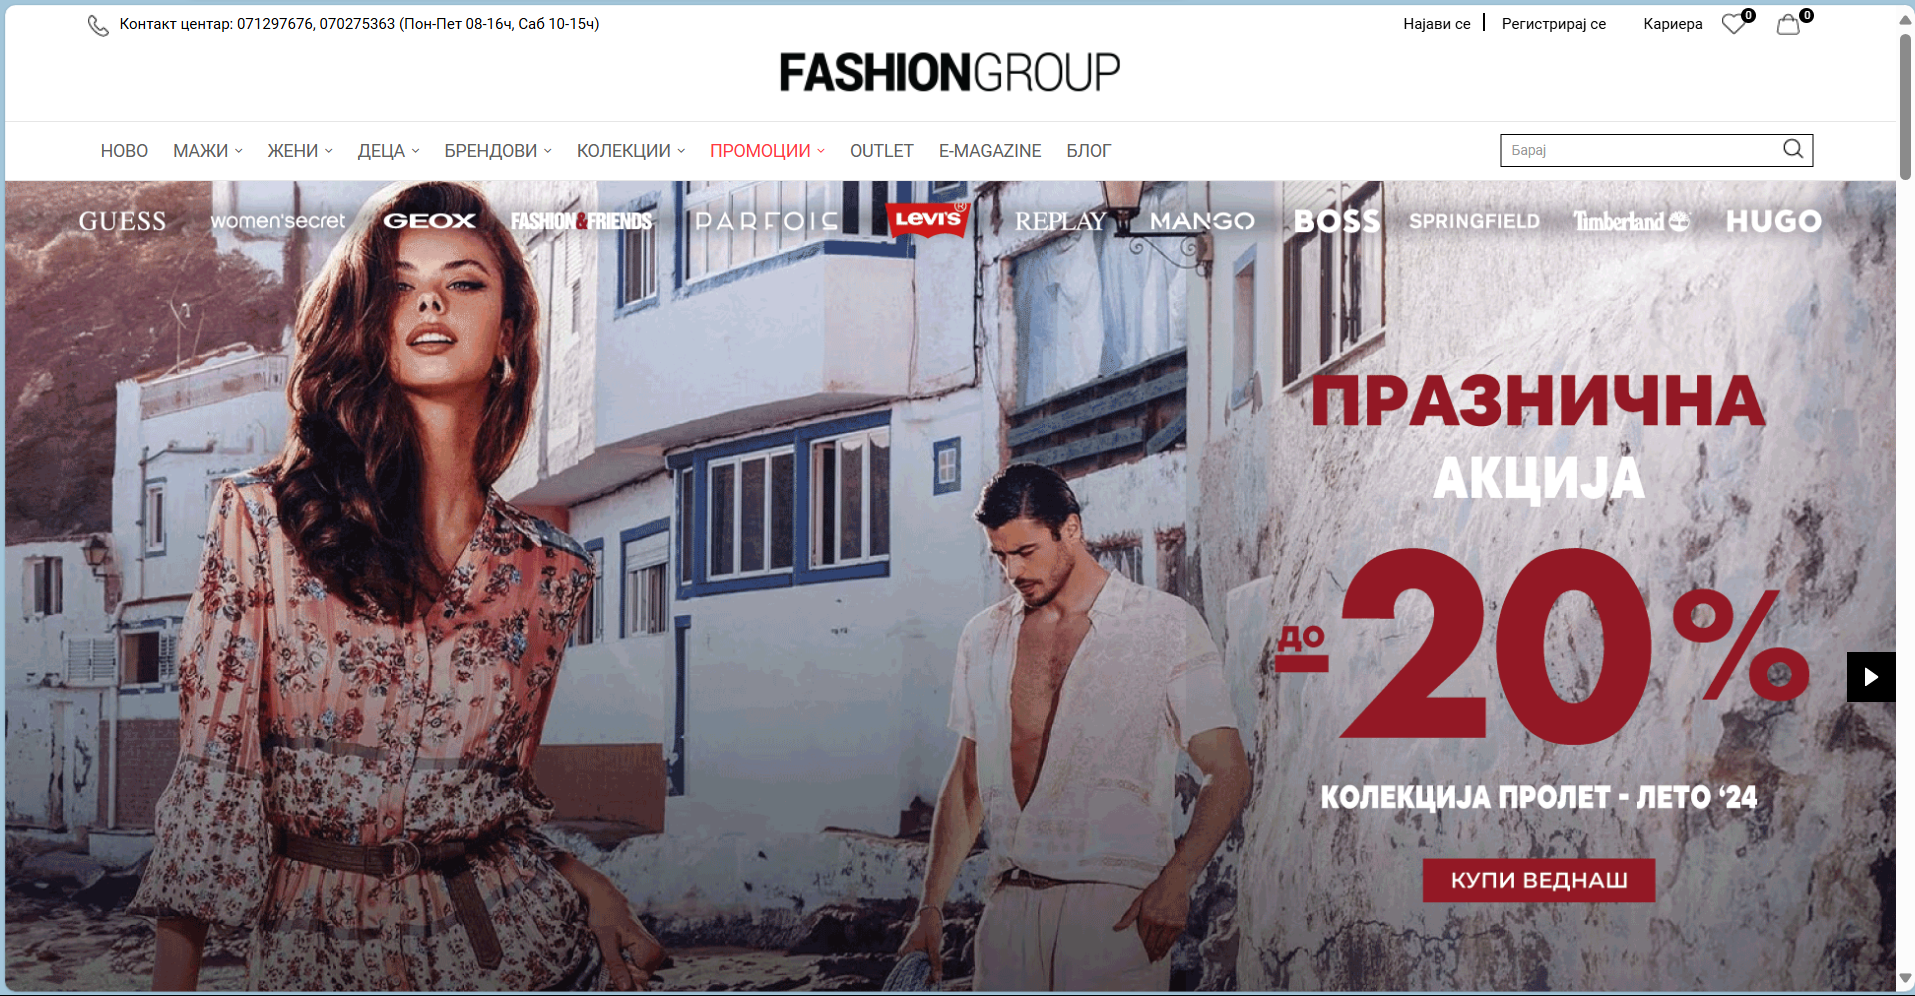 Контакт центар: 071297676, 070275363 (Пон-Пет 08-16ч, Саб 10-15ч)
Најави се
Регистрирај се
Кариера
0
0
FASHIONGROUP
НОВО МАЖИ ЖЕНИ ДЕЦА БРЕНДОВИ КОЛЕКЦИИ ПРОМОЦИИ OUTLET E-MAGAZINE БЛОГ
Барај
GUESS women'secret GEOX FASHION&FRIENDS PARFOIS LEVI'S® REPLAY MANGO BOSS SPRINGFIELD Timberland HUGO
ПРАЗНИЧНА
АКЦИЈА
ДО -20%
КОЛЕКЦИЈА ПРОЛЕТ - ЛЕТО ‘24
КУПИ ВЕДНАШ